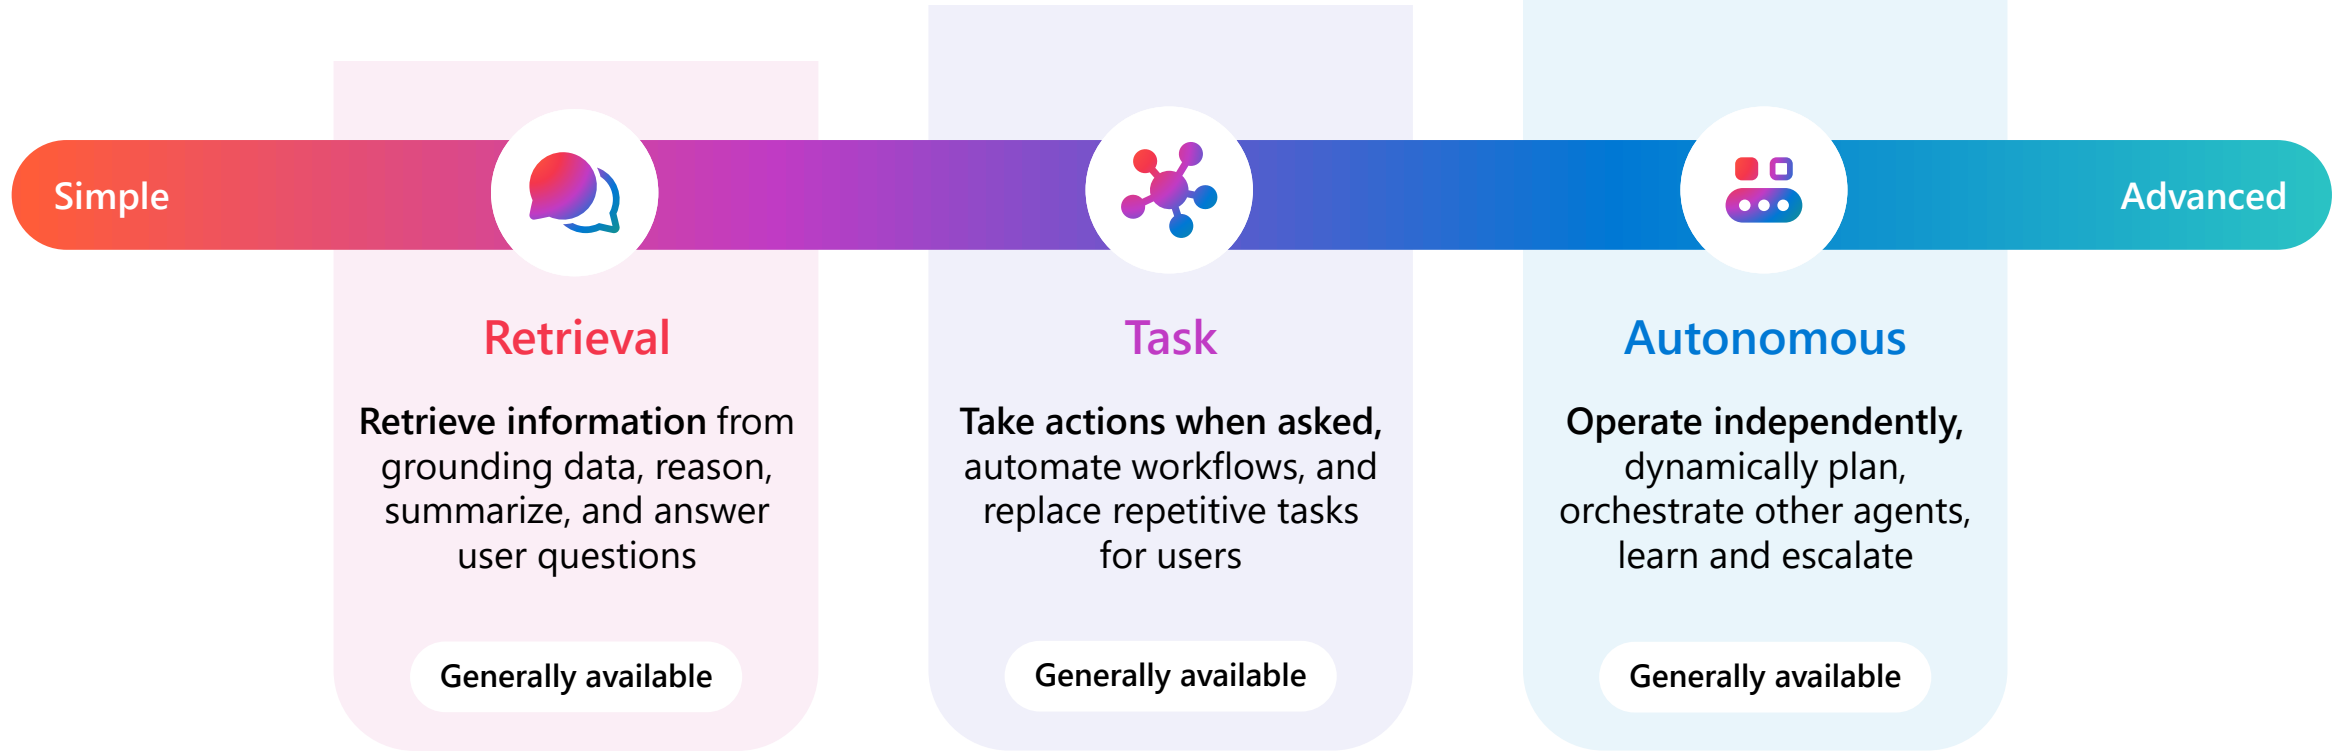 Simple
Advanced
Retrieval
Retrieve information from
grounding data, reason,
summarize, and answer
user questions
Generally available
Task
Take actions when asked,
automate workflows, and
replace repetitive tasks
for users
Generally available
Autonomous
Operate independently,
dynamically plan,
orchestrate other agents,
learn and escalate
Generally available